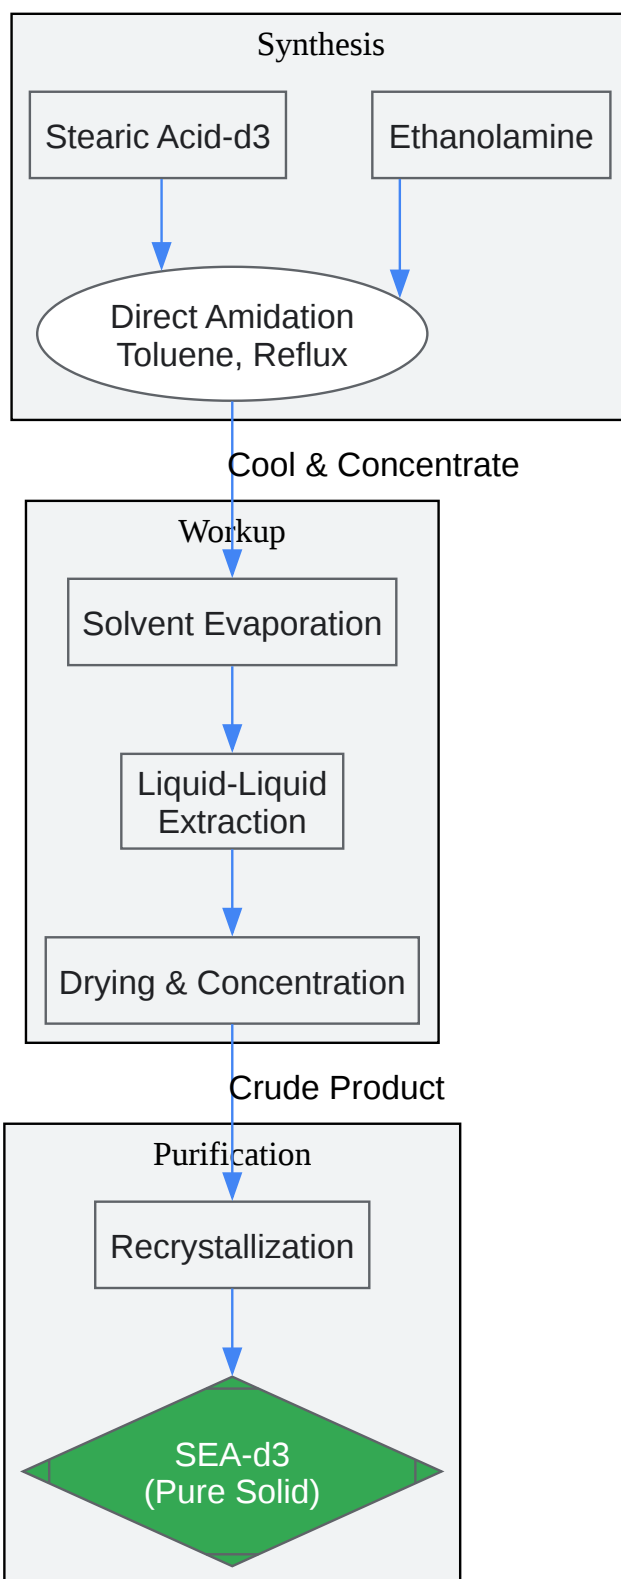 Synthesis
Stearic Acid-d3
Ethanolamine
Direct Amidation
Toluene, Reflux
Cool & Concentrate
Workup
Solvent Evaporation
Liquid-Liquid
Extraction
Drying & Concentration
Crude Product
Purification
Recrystallization
SEA-d3
(Pure Solid)